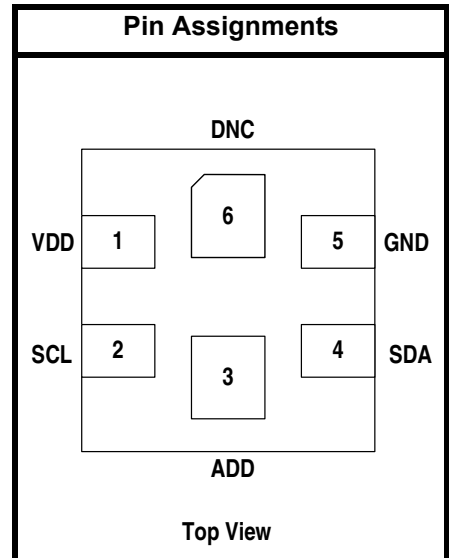 Pin Assignments
DNC
6
VDD 1 5 GND
SCL 2 4 SDA
3
ADD
Top View